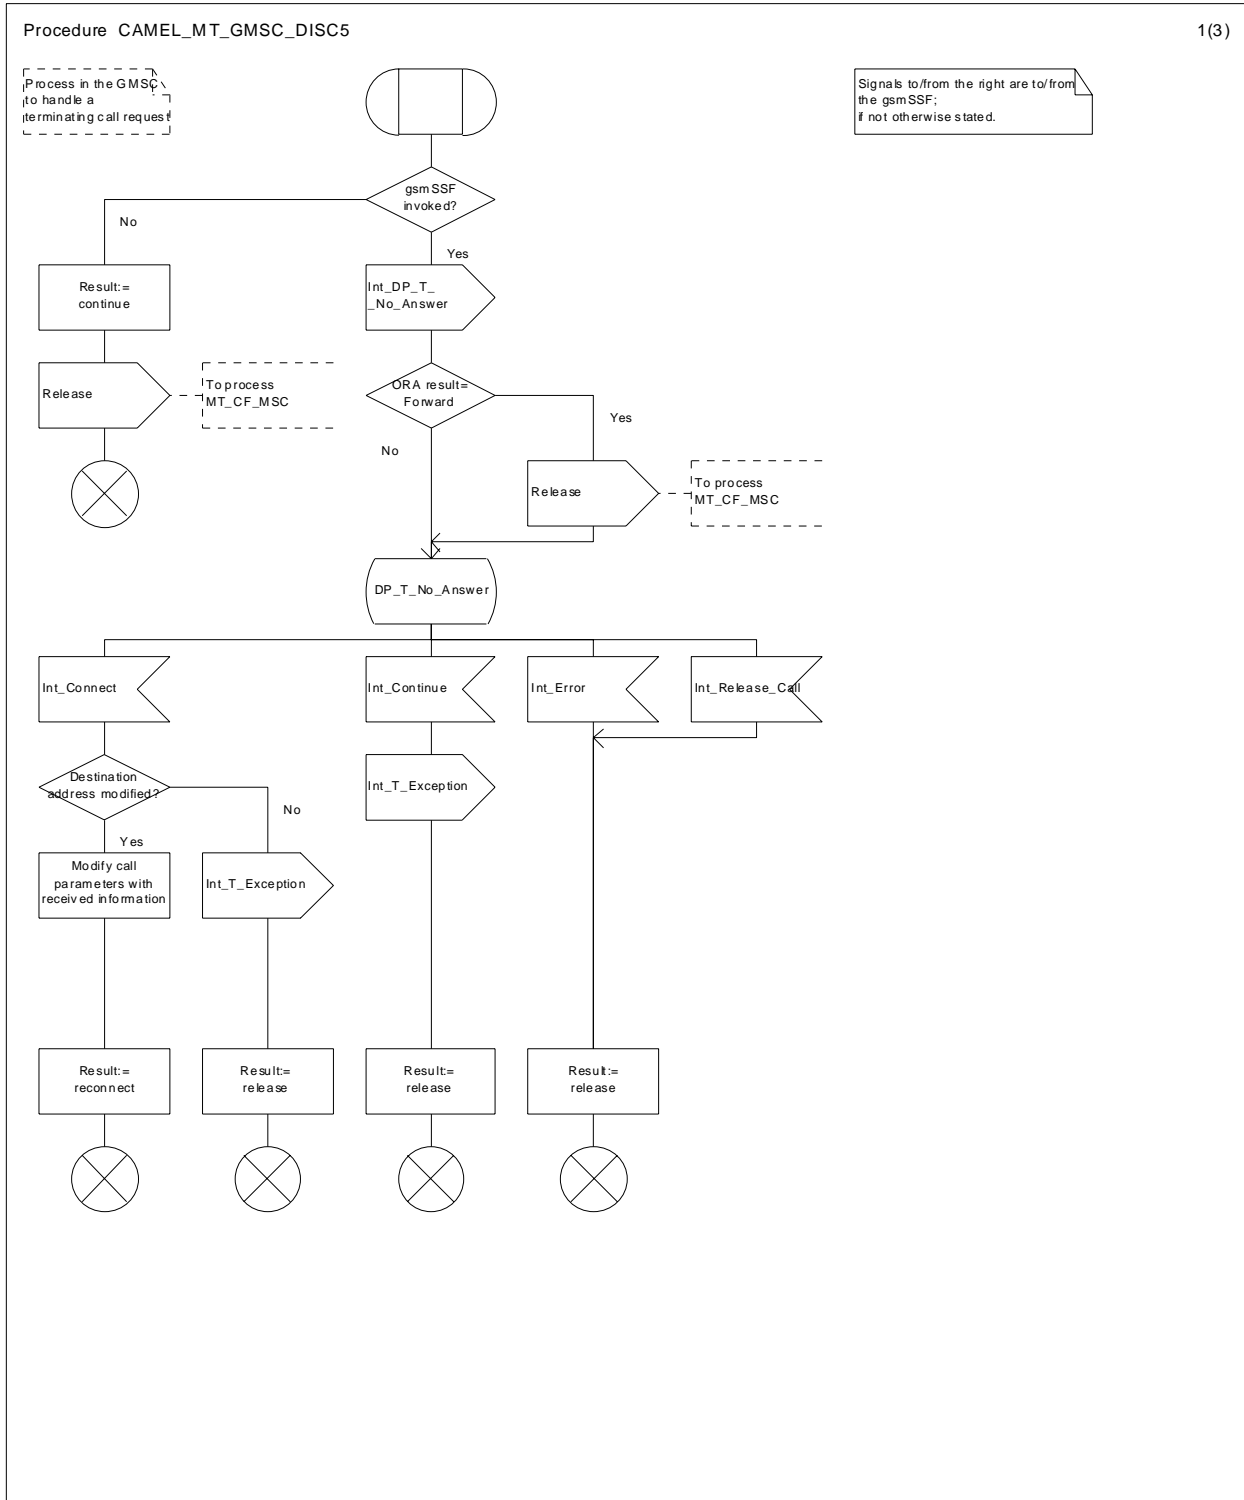 Procedure CAMEL_MT_GMSC_DISC5
1(3)
Process in the GMSC
to handle a
terminating call request
Signals to/from the right are to/from
the gsmSSF;
if not otherwise stated.
gsmSSF
invoked?
No
Yes
Result:=
continue
Int_DP_T_
_No_Answer
Release
To process
MT_CF_MSC
ORA result=
Forward
Yes
No
Release
To process
MT_CF_MSC
DP_T_No_Answer
Int_Connect
Int_Continue
Int_Error
Int_Release_Call
Destination
address modified?
Int_T_Exception
No
Yes
Modify call
parameters with
received information
Int_T_Exception
Result:=
reconnect
Result:=
release
Result:=
release
Result:=
release